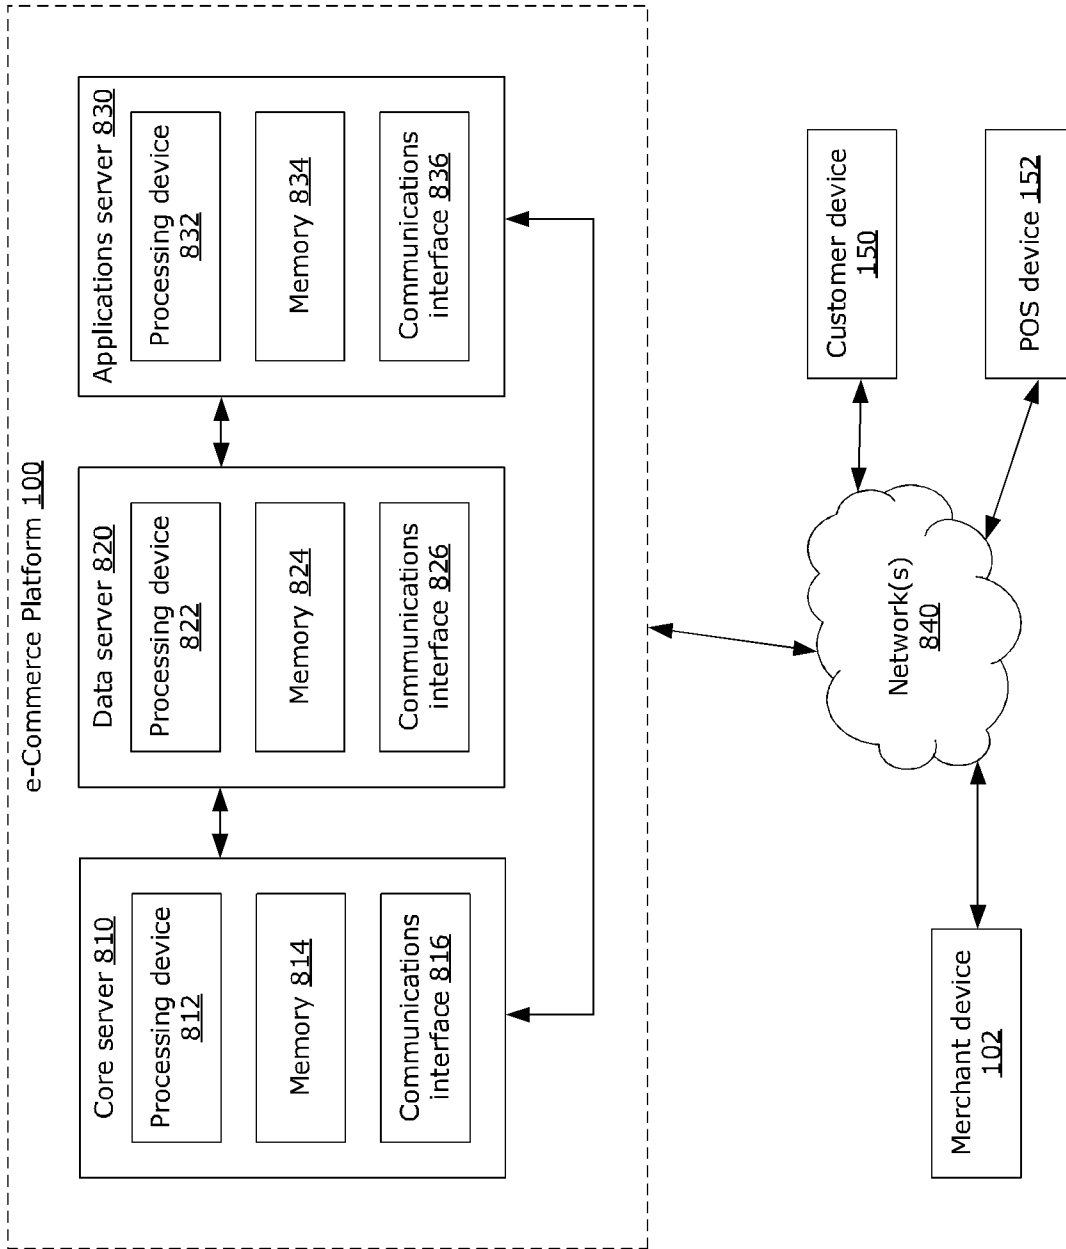 e-Commerce Platform 100
Core server 810
Processing device
812
Memory 814
Communications
interface 816
Data server 820
Processing device
822
Memory 824
Communications
interface 826
Applications server 830
Processing device
832
Memory 834
Communications
interface 836
Network(s)
840
Merchant device
102
Customer device
150
POS device 152